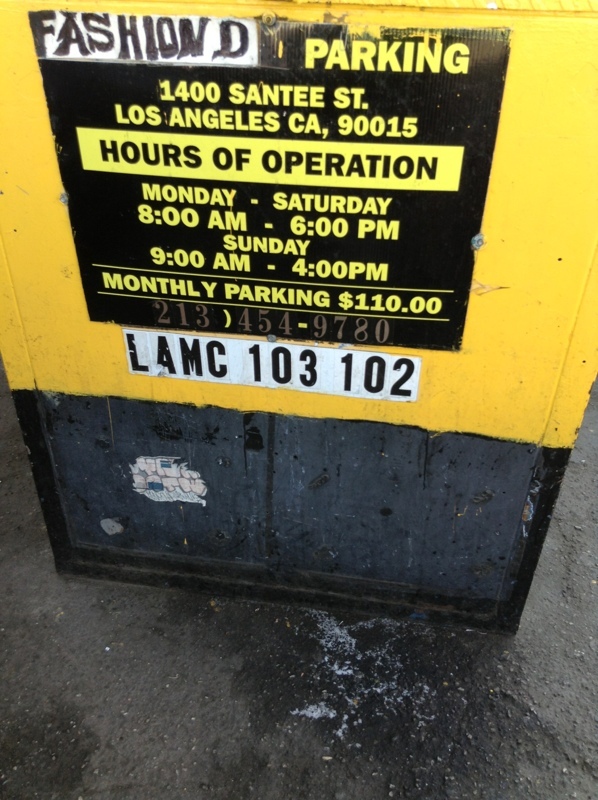 FASHION D PARKING
1400 SANTEE ST.
LOS ANGELES CA, 90015
HOURS OF OPERATION
MONDAY - SATURDAY
8:00 AM - 6:00 PM
SUNDAY
9:00 AM - 4:00PM
MONTHLY PARKING $110.00
213 ) 454-9780
LAMC 103 102